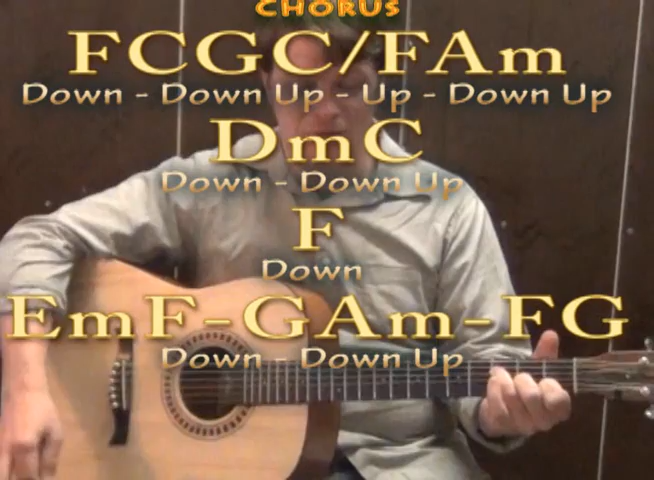 CHORUS
FCGC/FAm
Down - Down Up - Up - Down Up
DmC
Down - Down Up
F
Down
EmF-GAm-FG
Down - Down Up